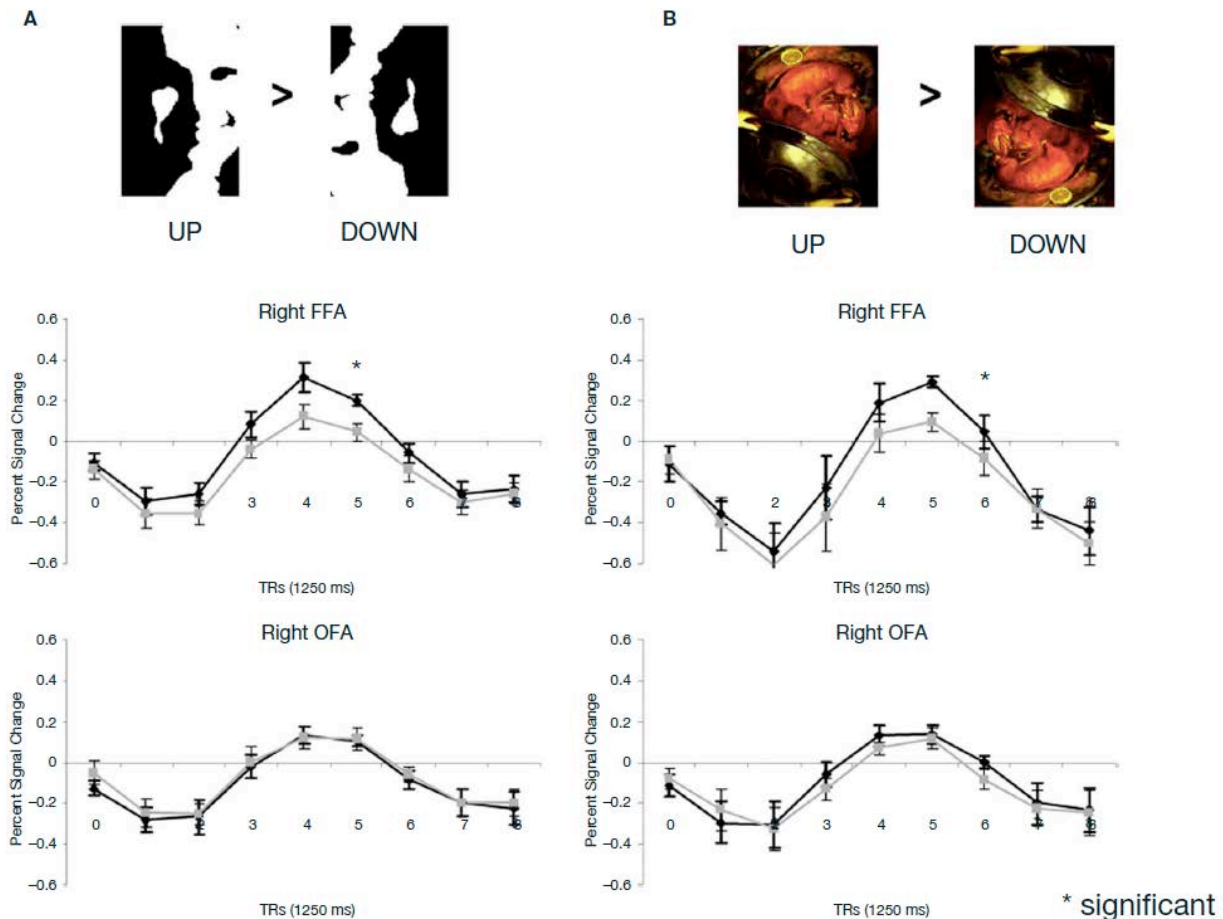 A
B
>
>
UP
DOWN
UP
DOWN
Right FFA
Percent Signal Change
0.6
0.4
0.2
0
−0.2
−0.4
−0.6
*
0 3 4 5 6 7 8
TRs (1250 ms)
Right FFA
Percent Signal Change
0.6
0.4
0.2
0
−0.2
−0.4
−0.6
*
0 2 3 4 5 6 7 8
TRs (1250 ms)
Right OFA
Percent Signal Change
0.6
0.4
0.2
0
−0.2
−0.4
−0.6
0 2 3 4 5 6 7 8
TRs (1250 ms)
Right OFA
Percent Signal Change
0.6
0.4
0.2
0
−0.2
−0.4
−0.6
0 3 4 5 6 7 8
TRs (1250 ms)
* significant